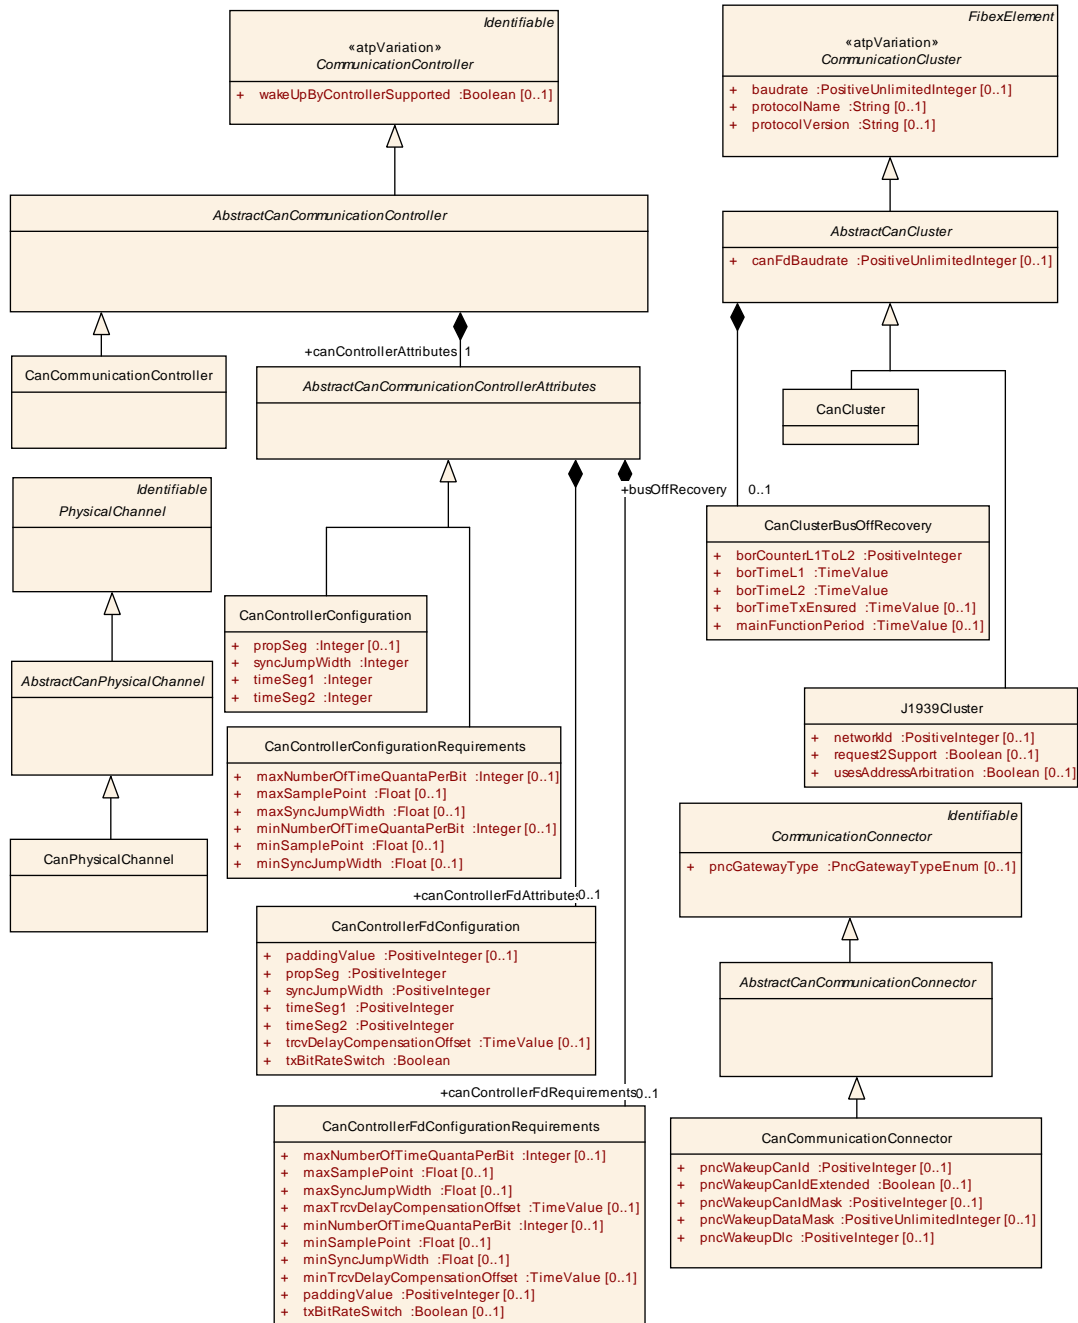 Identifiable
«atpVariation»
CommunicationController
+ wakeUpByControllerSupported :Boolean [0..1]
FibexElement
«atpVariation»
CommunicationCluster
+ baudrate :PositiveUnlimitedInteger [0..1]
+ protocolName :String [0..1]
+ protocolVersion :String [0..1]
AbstractCanCommunicationController
AbstractCanCluster
+ canFdBaudrate :PositiveUnlimitedInteger [0..1]
+canControllerAttributes 1
CanCommunicationController
AbstractCanCommunicationControllerAttributes
CanCluster
Identifiable
PhysicalChannel
+busOffRecovery 0..1
CanClusterBusOffRecovery
+ borCounterL1ToL2 :PositiveInteger
+ borTimeL1 :TimeValue
+ borTimeL2 :TimeValue
+ borTimeTxEnsured :TimeValue [0..1]
+ mainFunctionPeriod :TimeValue [0..1]
CanControllerConfiguration
+ propSeg :Integer [0..1]
+ syncJumpWidth :Integer
+ timeSeg1 :Integer
+ timeSeg2 :Integer
AbstractCanPhysicalChannel
J1939Cluster
+ networkId :PositiveInteger [0..1]
+ request2Support :Boolean [0..1]
+ usesAddressArbitration :Boolean [0..1]
CanControllerConfigurationRequirements
+ maxNumberOfTimeQuantaPerBit :Integer [0..1]
+ maxSamplePoint :Float [0..1]
+ maxSyncJumpWidth :Float [0..1]
+ minNumberOfTimeQuantaPerBit :Integer [0..1]
+ minSamplePoint :Float [0..1]
+ minSyncJumpWidth :Float [0..1]
CanPhysicalChannel
Identifiable
CommunicationConnector
+ pncGatewayType :PncGatewayTypeEnum [0..1]
+canControllerFdAttributes 0..1
CanControllerFdConfiguration
+ paddingValue :PositiveInteger [0..1]
+ propSeg :PositiveInteger
+ syncJumpWidth :PositiveInteger
+ timeSeg1 :PositiveInteger
+ timeSeg2 :PositiveInteger
+ trcvDelayCompensationOffset :TimeValue [0..1]
+ txBitRateSwitch :Boolean
AbstractCanCommunicationConnector
+canControllerFdRequirements 0..1
CanControllerFdConfigurationRequirements
+ maxNumberOfTimeQuantaPerBit :Integer [0..1]
+ maxSamplePoint :Float [0..1]
+ maxSyncJumpWidth :Float [0..1]
+ maxTrcvDelayCompensationOffset :TimeValue [0..1]
+ minNumberOfTimeQuantaPerBit :Integer [0..1]
+ minSamplePoint :Float [0..1]
+ minSyncJumpWidth :Float [0..1]
+ minTrcvDelayCompensationOffset :TimeValue [0..1]
+ paddingValue :PositiveInteger [0..1]
+ txBitRateSwitch :Boolean [0..1]
CanCommunicationConnector
+ pncWakeupCanId :PositiveInteger [0..1]
+ pncWakeupCanIdExtended :Boolean [0..1]
+ pncWakeupCanIdMask :PositiveInteger [0..1]
+ pncWakeupDataMask :PositiveUnlimitedInteger [0..1]
+ pncWakeupDlc :PositiveInteger [0..1]